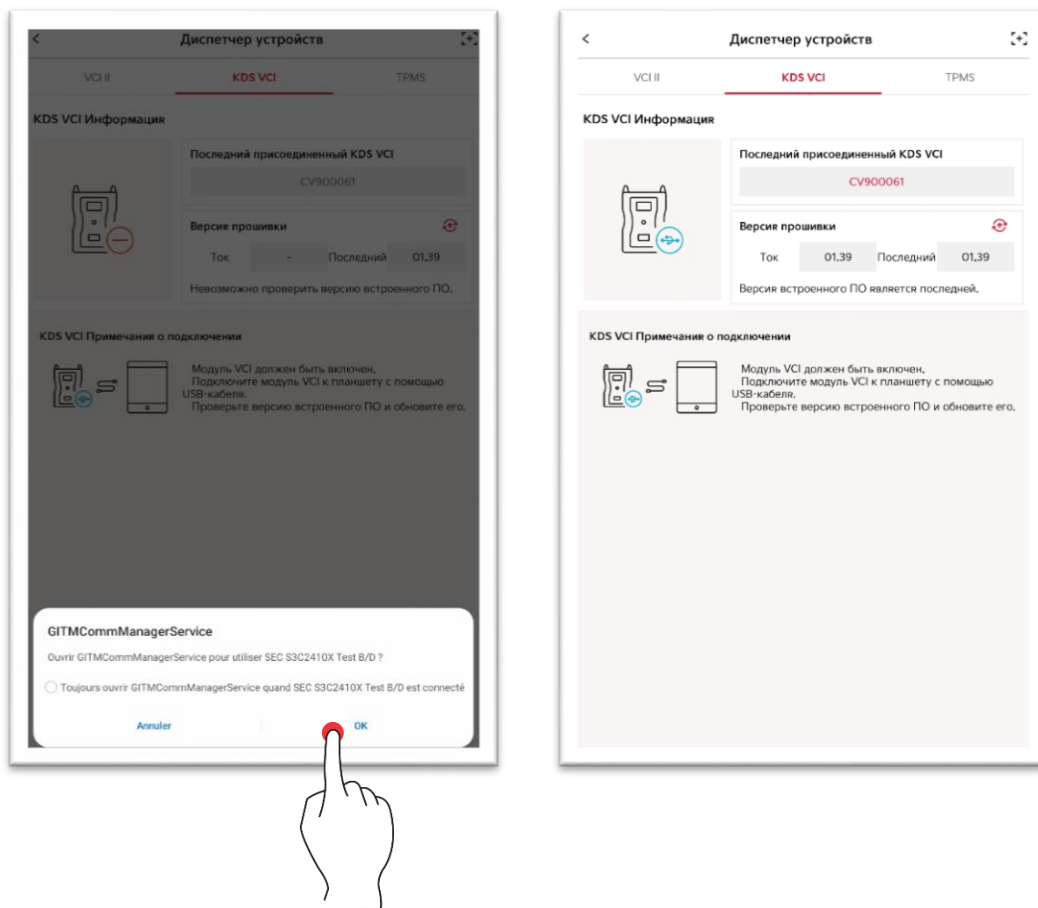 Диспетчер устройств
VCI II
KDS VCI
TPMS
KDS VCI Информация
Последний присоединенный KDS VCI
CV900061
Версия прошивки
Ток - Последний 01,39
Невозможно проверить версию встроенного ПО.
KDS VCI Примечания о подключении
Модуль VCI должен быть включен,
Подключите модуль VCI к планшету с помощью
USB-кабеля.
Проверьте версию встроенного ПО и обновите его,
GITMCommManagerService
Ouvrir GITMCommManagerService pour utiliser SEC S3C2410X Test B/D ?
Toujours ouvrir GITMCommManagerService quand SEC S3C2410X Test B/D est connecté
Annuler
OK
Диспетчер устройств
VCI II
KDS VCI
TPMS
KDS VCI Информация
Последний присоединенный KDS VCI
CV900061
Версия прошивки
Ток 01,39 Последний 01,39
Версия встроенного ПО является последней.
KDS VCI Примечания о подключении
Модуль VCI должен быть включен,
Подключите модуль VCI к планшету с помощью
USB-кабеля.
Проверьте версию встроенного ПО и обновите его,